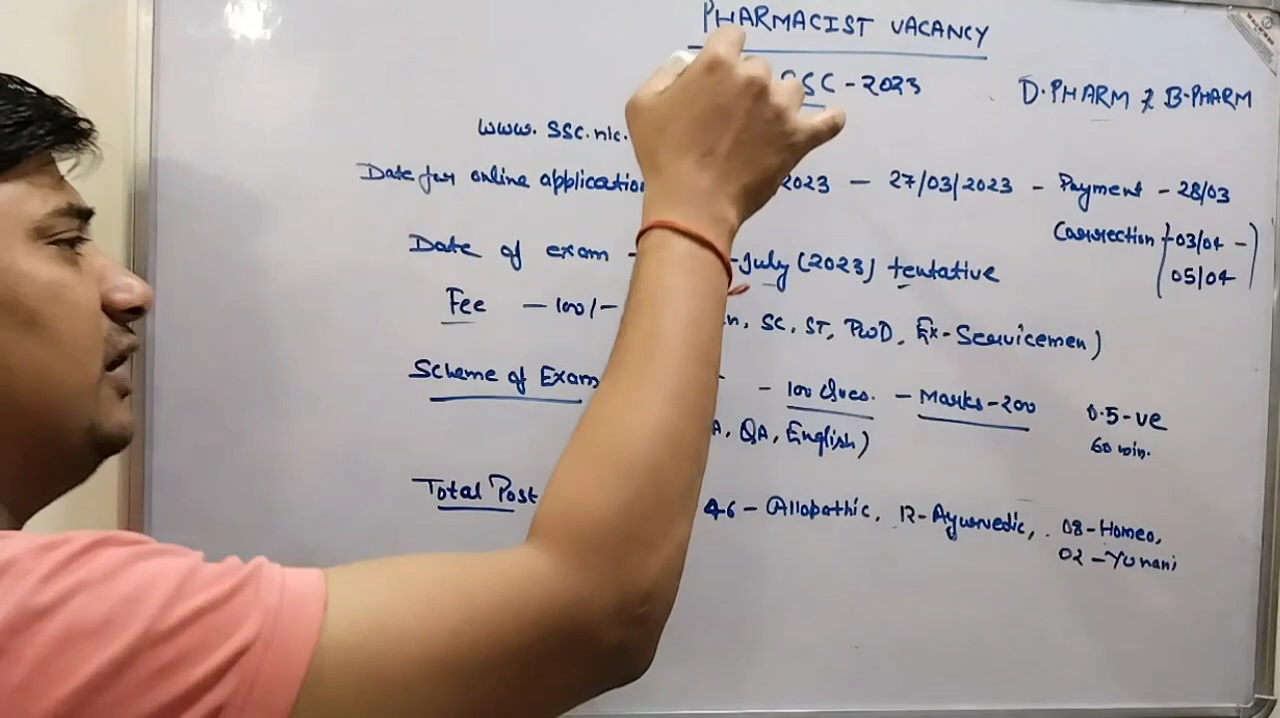 PHARMACIST VACANCY
SSC - 2023
D.PHARM & B.PHARM
www. SSC.nic.
Date for online application 2023 — 27/03/2023 - Payment - 28/03
Correction - 03/04 -
05/04
Date of exam - July (2023) tentative
Fee — 100/- n, SC, ST, PwD, Ex-Servicemen)
Scheme of Exam - 100 Ques. - Marks-200 0.5-ve
60 min.
A, QA, English)
Total Post 46 - Allopathic, 12-Ayurvedic, 08-Homeo,
02-Yunani